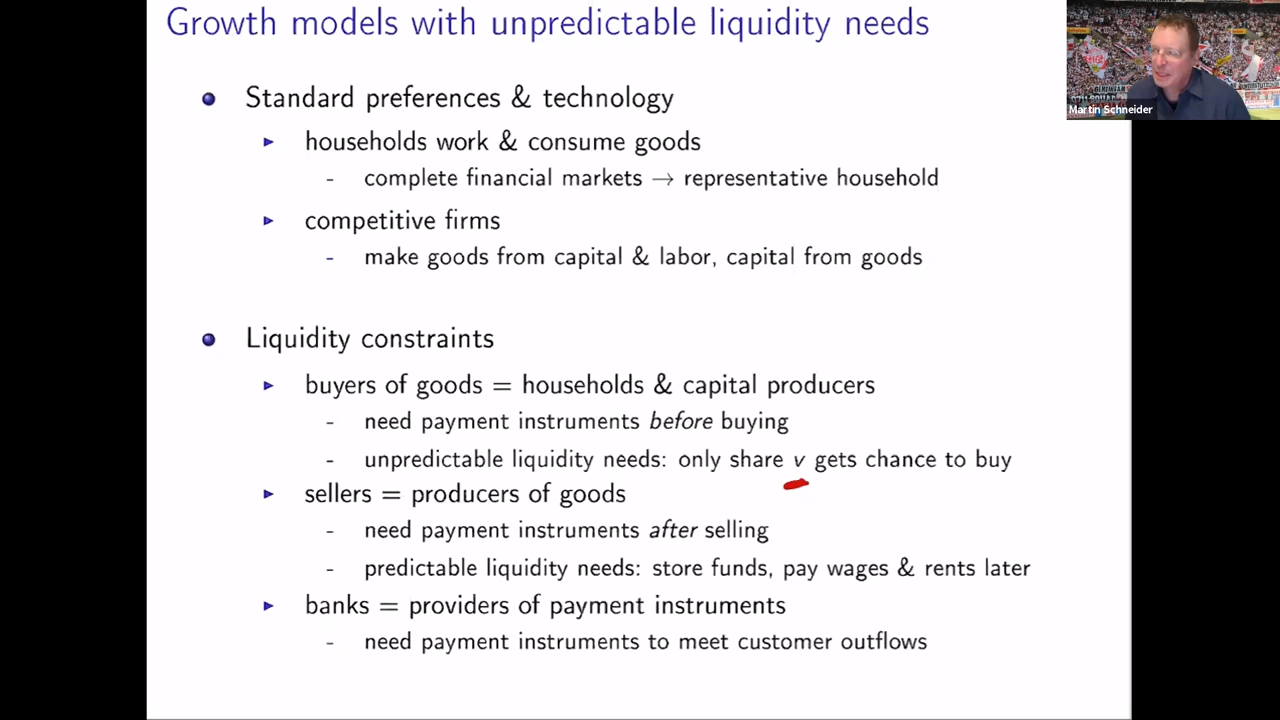 Growth models with unpredictable liquidity needs
Martin Schneider
Standard preferences & technology
households work & consume goods
- complete financial markets → representative household
competitive firms
- make goods from capital & labor, capital from goods
Liquidity constraints
buyers of goods = households & capital producers
- need payment instruments before buying
- unpredictable liquidity needs: only share v gets chance to buy
sellers = producers of goods
- need payment instruments after selling
- predictable liquidity needs: store funds, pay wages & rents later
banks = providers of payment instruments
- need payment instruments to meet customer outflows